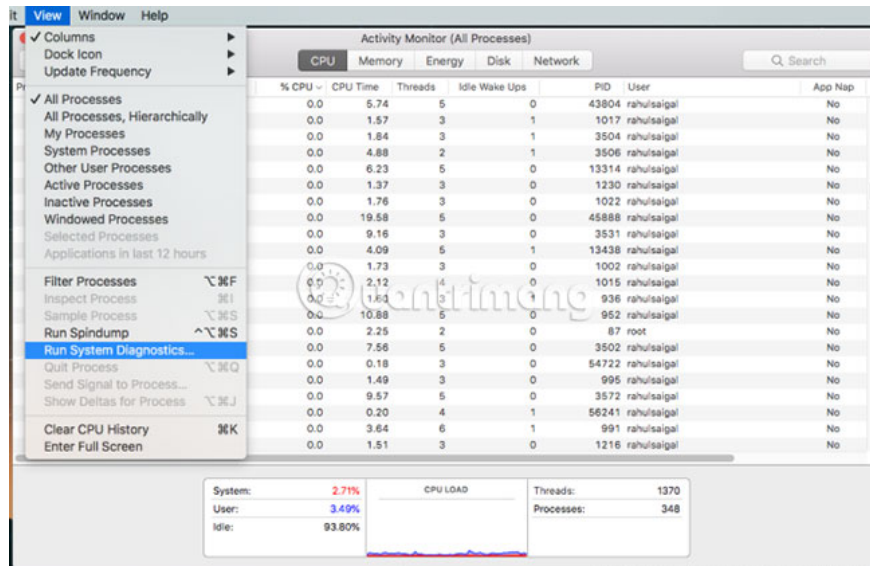 it View Window Help
Activity Monitor (All Processes)
CPU Memory Energy Disk Network Search
✓ Columns ▶
Dock Icon ▶
Update Frequency ▶
✓ All Processes
All Processes, Hierarchically
My Processes
System Processes
Other User Processes
Active Processes
Inactive Processes
Windowed Processes
Selected Processes
Applications in last 12 hours
Filter Processes ⌥⌘F
Inspect Process ⌘I
Sample Process ⌥⌘S
Run Spindump ^⌥⌘S
Run System Diagnostics...
Quit Process ⌥⌘Q
Send Signal to Process...
Show Deltas for Process ⌥⌘J
Clear CPU History ⌘K
Enter Full Screen
% CPU CPU Time Threads Idle Wake Ups PID User App Nap
0.0 5.74 5 0 43804 rahulsaigal No
0.0 1.57 3 1 1017 rahulsaigal No
0.0 1.84 3 1 3504 rahulsaigal No
0.0 4.88 2 1 3506 rahulsaigal No
0.0 6.23 5 0 13314 rahulsaigal No
0.0 1.37 3 0 1230 rahulsaigal No
0.0 1.76 3 0 1022 rahulsaigal No
0.0 19.58 5 0 45888 rahulsaigal No
0.0 9.16 3 0 3531 rahulsaigal No
0.0 4.09 5 1 13438 rahulsaigal No
0.0 1.73 3 0 1002 rahulsaigal No
0.0 2.12 4 0 1015 rahulsaigal No
0.0 1.60 3 0 936 rahulsaigal No
0.0 10.88 5 0 952 rahulsaigal No
0.0 2.25 2 0 87 root No
0.0 7.56 5 0 3502 rahulsaigal No
0.0 0.18 3 0 54722 rahulsaigal No
0.0 1.49 3 0 995 rahulsaigal No
0.0 9.57 5 0 3572 rahulsaigal No
0.0 0.20 4 1 56241 rahulsaigal No
0.0 3.64 6 1 991 rahulsaigal No
0.0 1.51 3 0 1216 rahulsaigal No
Quantrimang
System: 2.71% CPU LOAD Threads: 1370
User: 3.49% Processes: 348
Idle: 93.80%